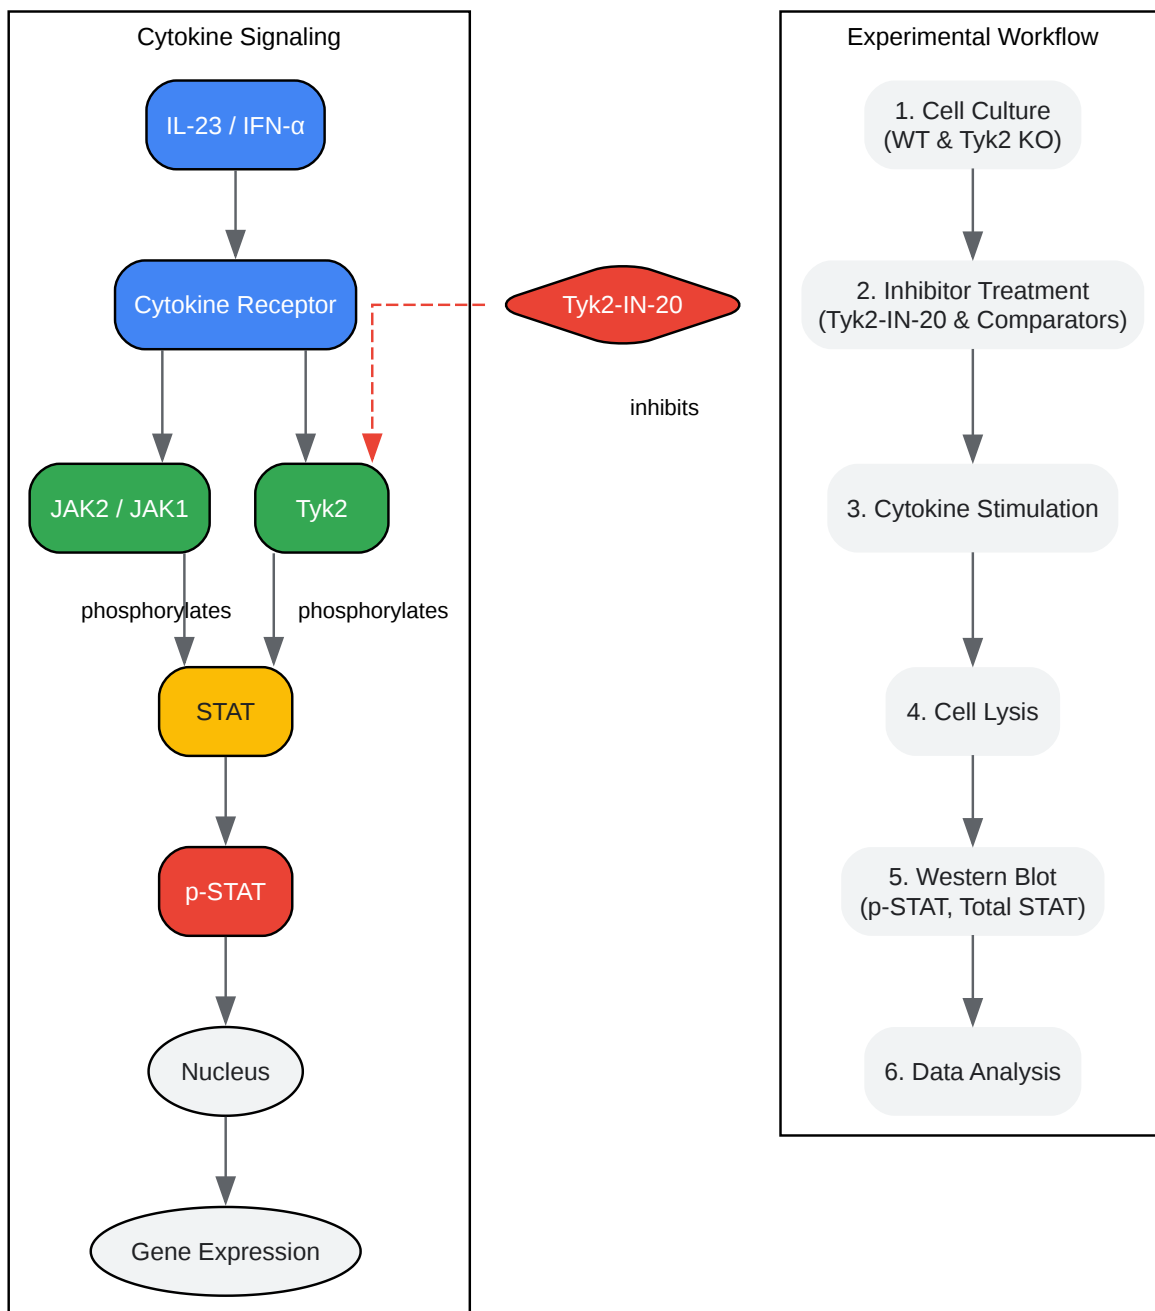 Cytokine Signaling
IL-23 / IFN-α
Cytokine Receptor
JAK2 / JAK1
Tyk2
phosphorylates
phosphorylates
STAT
p-STAT
Nucleus
Gene Expression
Tyk2-IN-20
inhibits
Experimental Workflow
1. Cell Culture
(WT & Tyk2 KO)
2. Inhibitor Treatment
(Tyk2-IN-20 & Comparators)
3. Cytokine Stimulation
4. Cell Lysis
5. Western Blot
(p-STAT, Total STAT)
6. Data Analysis